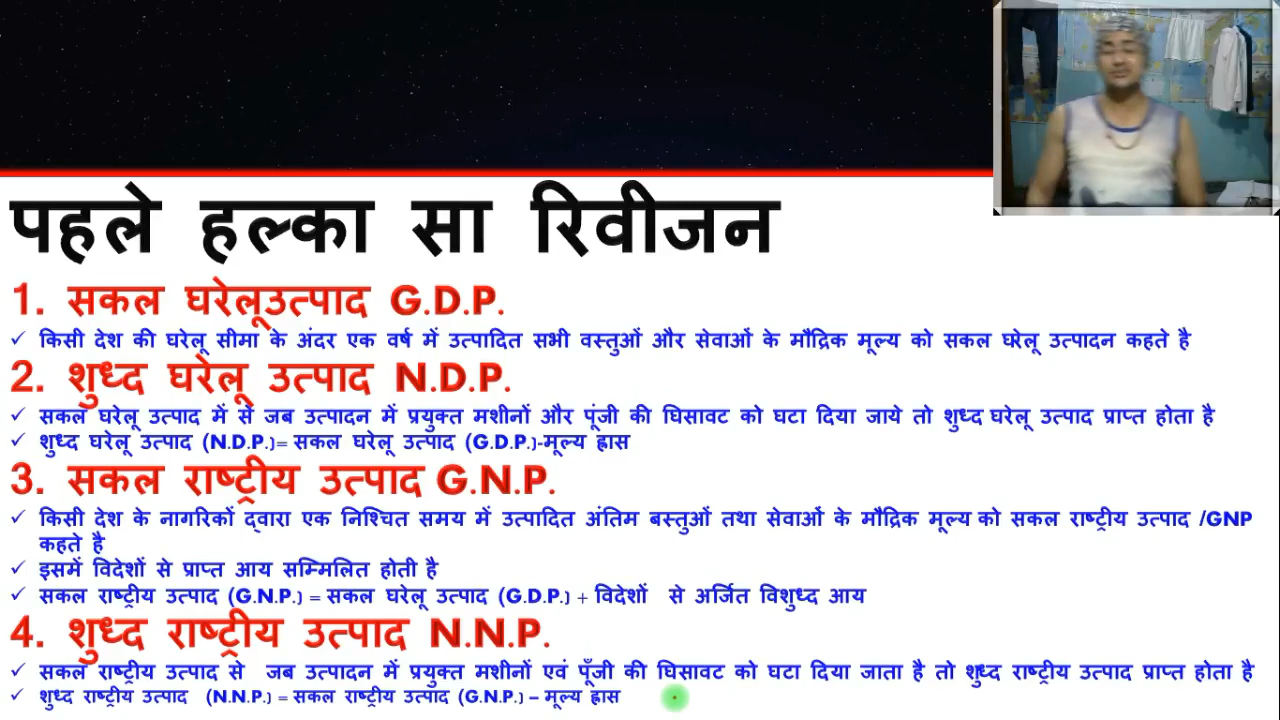 पहले हल्का सा रिवीजन
1. सकल घरेलूउत्पाद G.D.P.
✓ किसी देश की घरेलू सीमा के अंदर एक वर्ष में उत्पादित सभी वस्तुओं और सेवाओं के मौद्रिक मूल्य को सकल घरेलू उत्पादन कहते है
2. शुध्द घरेलू उत्पाद N.D.P.
✓ सकल घरेलू उत्पाद में से जब उत्पादन में प्रयुक्त मशीनों और पूंजी की घिसावट को घटा दिया जाये तो शुध्द घरेलू उत्पाद प्राप्त होता है
✓ शुध्द घरेलू उत्पाद (N.D.P.)= सकल घरेलू उत्पाद (G.D.P.)-मूल्य ह्रास
3. सकल राष्ट्रीय उत्पाद G.N.P.
✓ किसी देश के नागरिकों द्वारा एक निश्चित समय में उत्पादित अंतिम बस्तुओं तथा सेवाओं के मौद्रिक मूल्य को सकल राष्ट्रीय उत्पाद /GNP
कहते है
✓ इसमें विदेशों से प्राप्त आय सम्मिलित होती है
✓ सकल राष्ट्रीय उत्पाद (G.N.P.) = सकल घरेलू उत्पाद (G.D.P.) + विदेशों से अर्जित विशुध्द आय
4. शुध्द राष्ट्रीय उत्पाद N.N.P.
✓ सकल राष्ट्रीय उत्पाद से जब उत्पादन में प्रयुक्त मशीनों एवं पूँजी की घिसावट को घटा दिया जाता है तो शुध्द राष्ट्रीय उत्पाद प्राप्त होता है
✓ शुध्द राष्ट्रीय उत्पाद (N.N.P.) = सकल राष्ट्रीय उत्पाद (G.N.P.) – मूल्य ह्रास